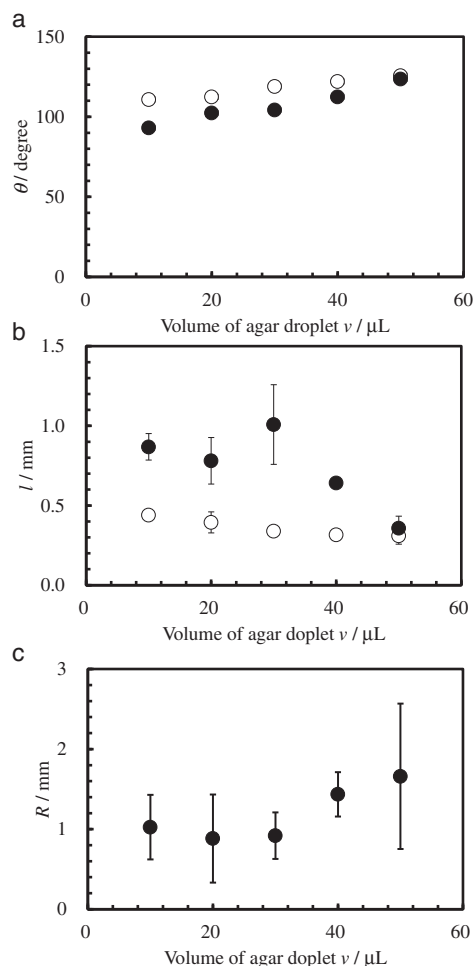 a
150
100
50
0
θ / degree
0 20 40 60
Volume of agar droplet v / μL
b
1.5
1.0
0.5
0.0
l / mm
0 20 40 60
Volume of agar doplet v / μL
c
3
2
1
0
R / mm
0 20 40 60
Volume of agar droplet v / μL